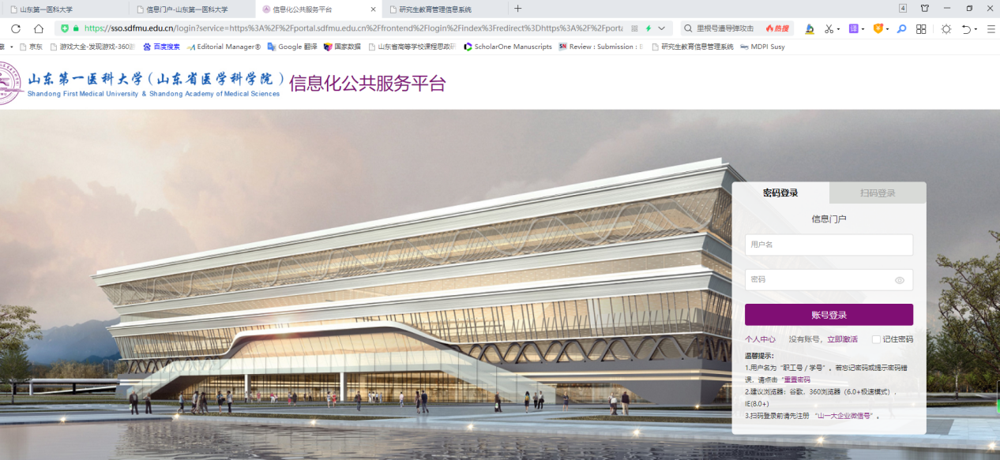 山东第一医科大学
信息门户-山东第一医科大学
信息化公共服务平台
研究生教育管理信息系统
4
https://sso.sdfmu.edu.cn/login?service=https%3A%2F%2Fportal.sdfmu.edu.cn%2Ffrontend%2Flogin%2Findex%3Fredirect%3Dhttps%3A%2F%2Fporta
里根号遭导弹攻击
热搜
译
京东
游戏大全-发现游戏-360
百度搜索
Editorial Manager®
Google 翻译
国家数据
山东省高等学校课程思政研
ScholarOne Manuscripts
SN Review : Submission :
研究生教育信息管理系统
MDPI Susy
山东第一医科大学（山东省医学科学院）
Shandong First Medical University & Shandong Academy of Medical Sciences
信息化公共服务平台
密码登录
扫码登录
信息门户
用户名
密码
账号登录
个人中心 没有账号，立即激活 记住密码
温馨提示:
1.用户名为“职工号 / 学号”。若忘记密码或提示密码错
误，请点击“重置密码
2.建议浏览器：谷歌、360浏览器（6.0+极速模式）、
IE(8.0+)
3.扫码登录前请先注册 “山一大企业微信号”。